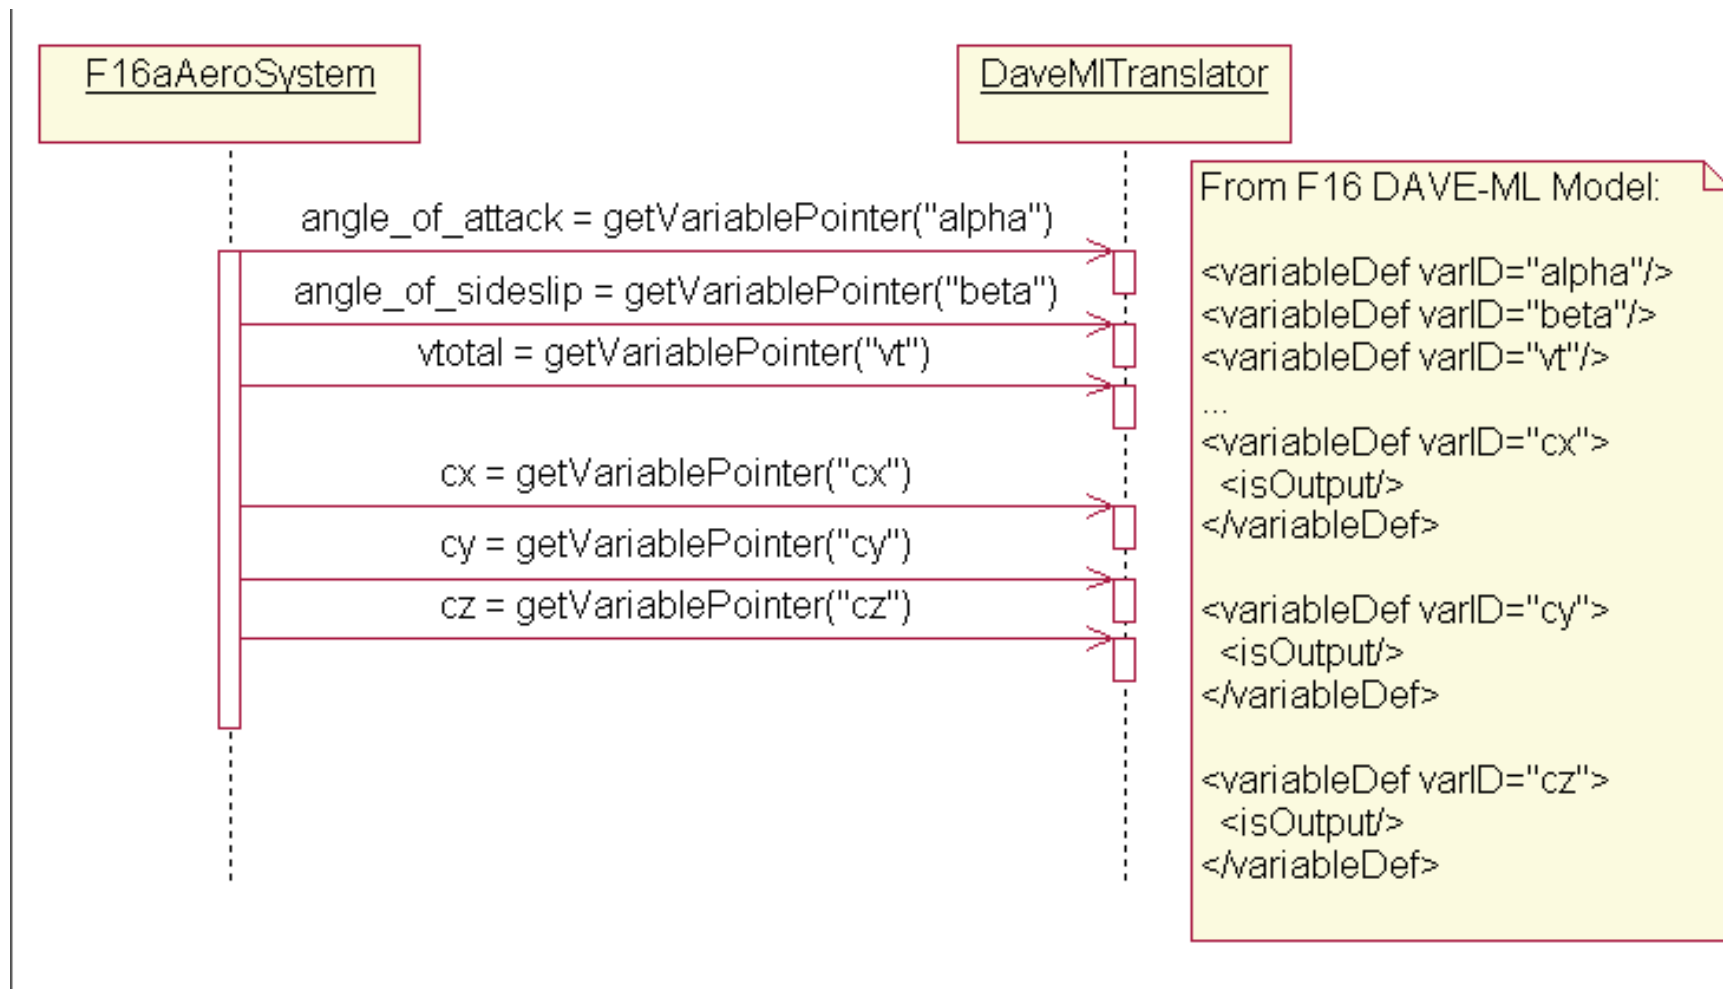 F16aAeroSystem
DaveMlTranslator
angle_of_attack = getVariablePointer("alpha")
angle_of_sideslip = getVariablePointer("beta")
vtotal = getVariablePointer("vt")
cx = getVariablePointer("cx")
cy = getVariablePointer("cy")
cz = getVariablePointer("cz")
From F16 DAVE-ML Model:
<variableDef varID="alpha"/>
<variableDef varID="beta"/>
<variableDef varID="vt"/>
...
<variableDef varID="cx">
<isOutput/>
</variableDef>
<variableDef varID="cy">
<isOutput/>
</variableDef>
<variableDef varID="cz">
<isOutput/>
</variableDef>